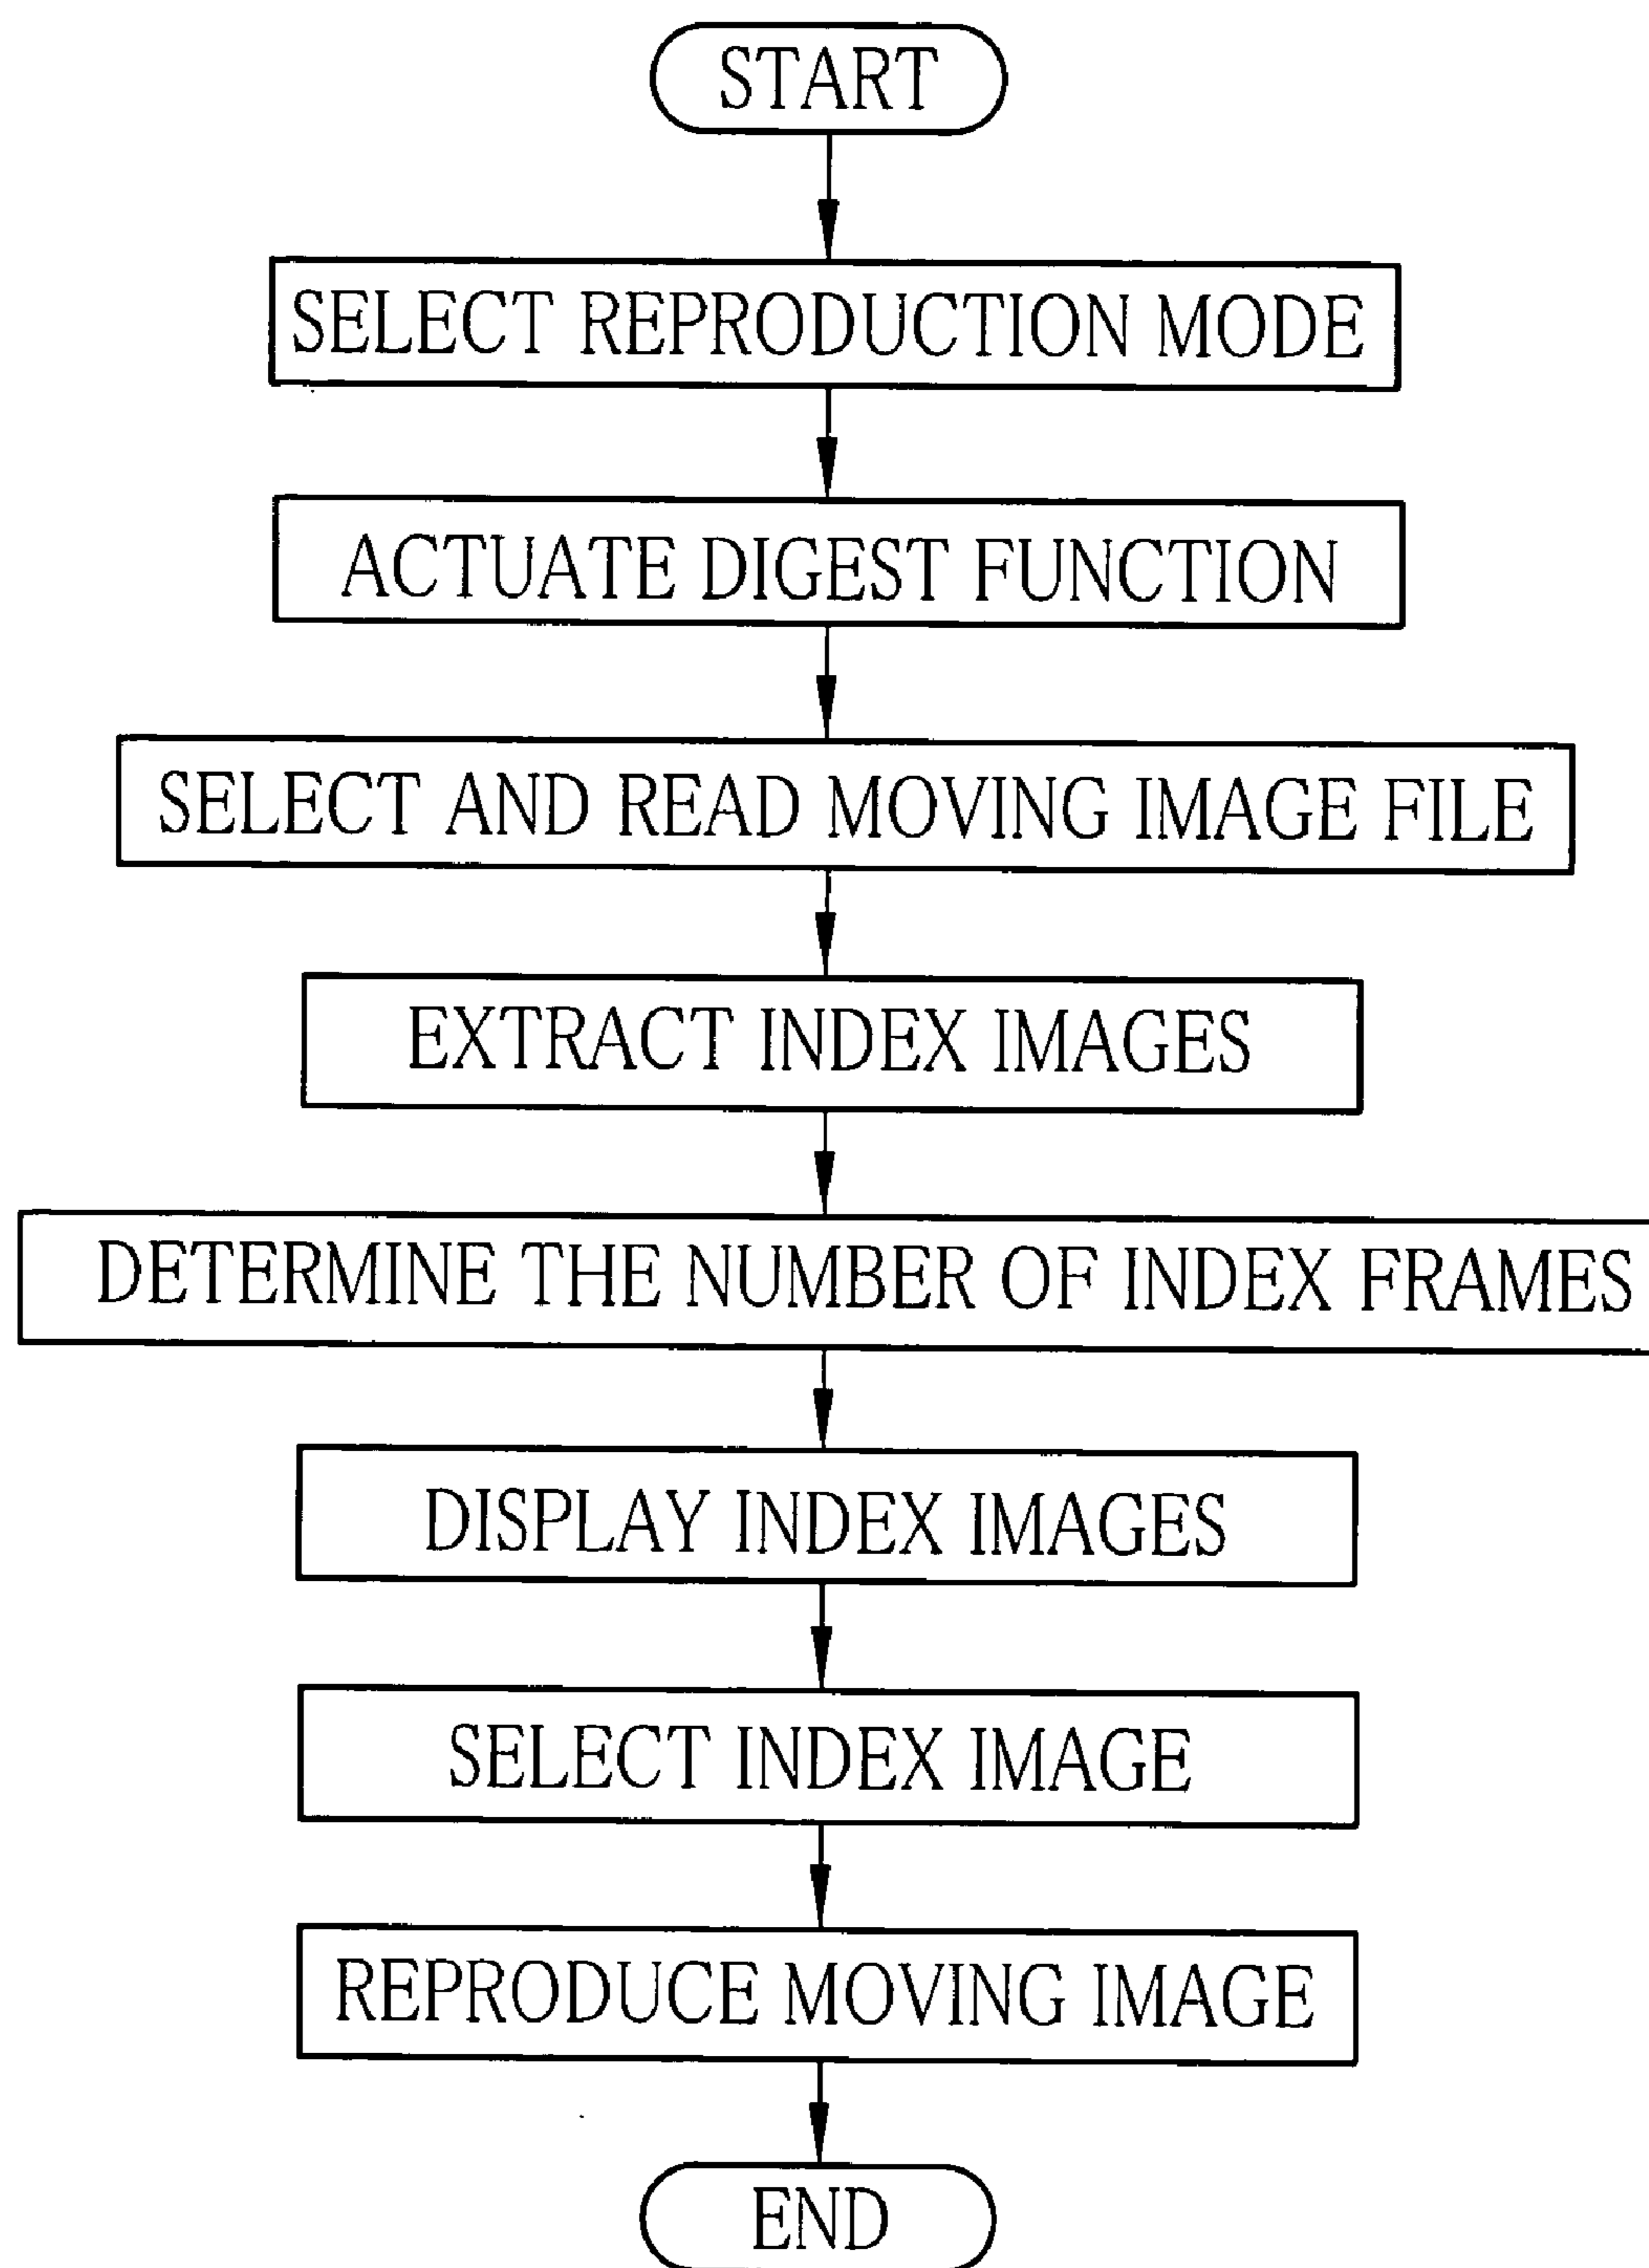 START
SELECT REPRODUCTION MODE
ACTUATE DIGEST FUNCTION
SELECT AND READ MOVING IMAGE FILE
EXTRACT INDEX IMAGES
DETERMINE THE NUMBER OF INDEX FRAMES
DISPLAY INDEX IMAGES
SELECT INDEX IMAGE
REPRODUCE MOVING IMAGE
END